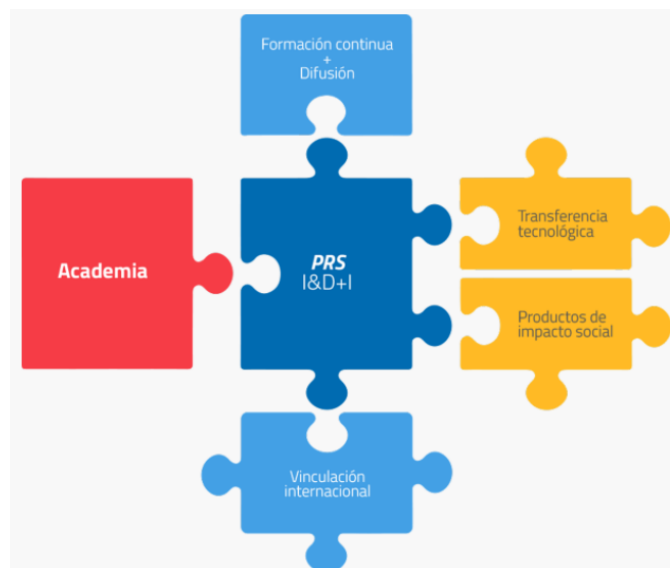 Formación continua
+
Difusión
Academia
PRS
I&D+I
Transferencia
tecnológica
Productos de
impacto social
Vinculación
internacional